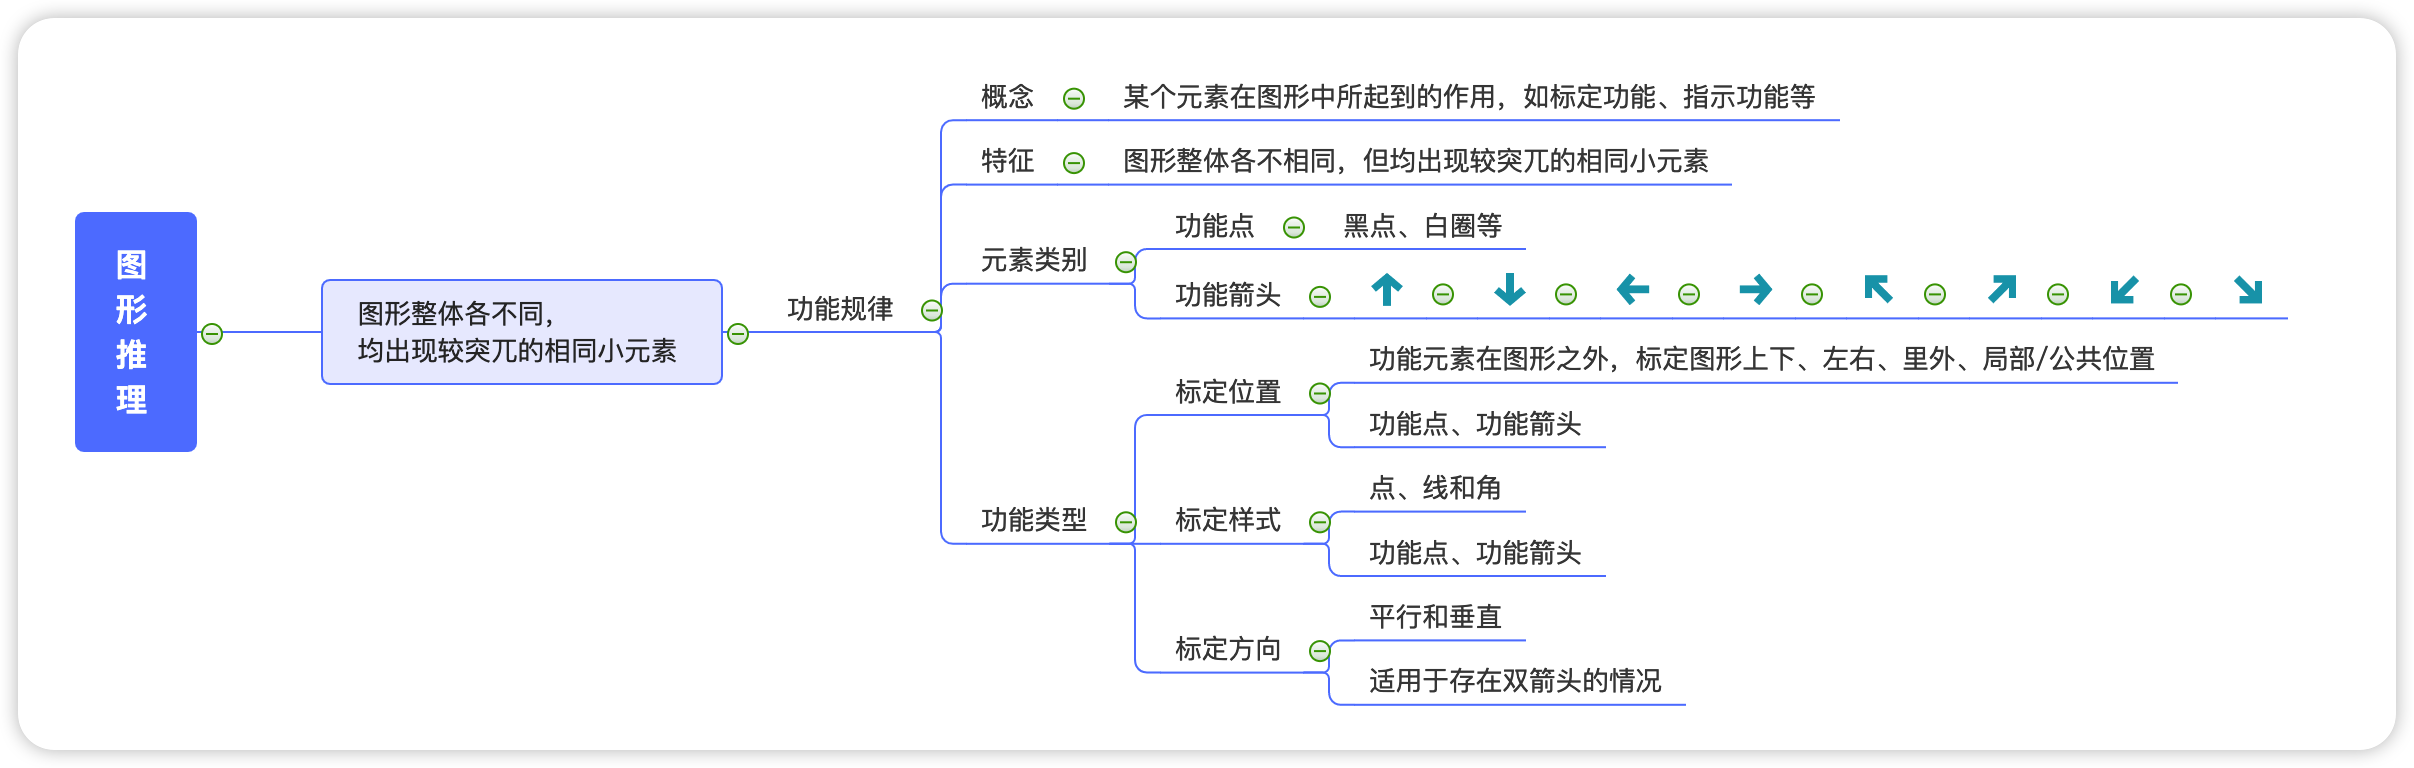 图形推理
图形整体各不同，
均出现较突兀的相同小元素
功能规律
概念
某个元素在图形中所起到的作用，如标定功能、指示功能等
特征
图形整体各不相同，但均出现较突兀的相同小元素
元素类别
功能点
黑点、白圈等
功能箭头
↑ ↓ ← → ↖ ↗ ↙ ↘
功能类型
标定位置
功能元素在图形之外，标定图形上下、左右、里外、局部/公共位置
功能点、功能箭头
标定样式
点、线和角
功能点、功能箭头
标定方向
平行和垂直
适用于存在双箭头的情况